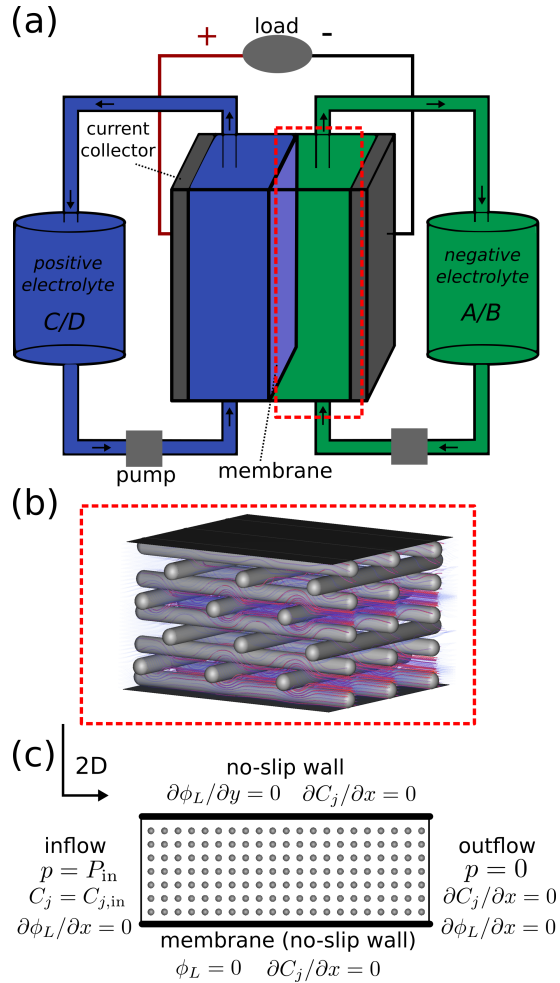 (a)
load
+
-
current
collector
positive
electrolyte
C/D
negative
electrolyte
A/B
pump
membrane
(b)
(c)
2D
no-slip wall
∂ϕ_L/∂y = 0 ∂C_j/∂x = 0
inflow
p = P_in
C_j = C_j,in
∂ϕ_L/∂x = 0
outflow
p = 0
∂C_j/∂x = 0
∂ϕ_L/∂x = 0
membrane (no-slip wall)
ϕ_L = 0 ∂C_j/∂x = 0